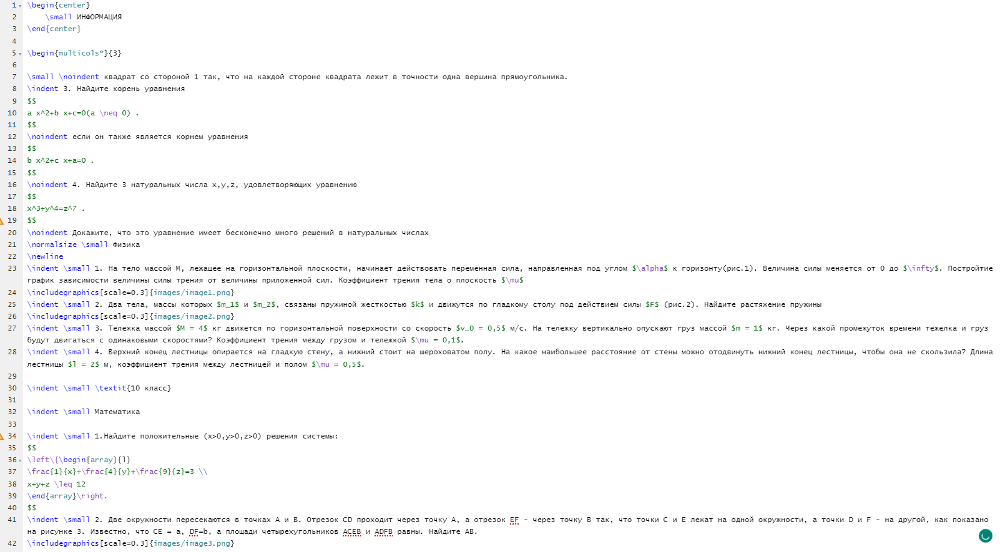 1 \begin{center}
2 \small ИНФОРМАЦИЯ
3 \end{center}
4
5 \begin{multicols*}{3}
6
7 \small \noindent квадрат со стороной 1 так, что на каждой стороне квадрата лежит в точности одна вершина прямоугольника.
8 \indent 3. Найдите корень уравнения
9 $$
10 a x^2+b x+c=0(a \neq 0) .
11 $$
12 \noindent если он также является корнем уравнения
13 $$
14 b x^2+c x+a=0 .
15 $$
16 \noindent 4. Найдите 3 натуральных числа x,y,z, удовлетворяющих уравнению
17 $$
18 x^3+y^4=z^7 .
19 $$
20 \noindent Докажите, что это уравнение имеет бесконечно много решений в натуральных числах
21 \normalsize \small Физика
22 \newline
23 \indent \small 1. На тело массой M, лежащее на горизонтальной плоскости, начинает действовать переменная сила, направленная под углом $\alpha$ к горизонту(рис.1). Величина силы меняется от 0 до $\infty$. Постройтие
график зависимости величины силы трения от величины приложенной сил. Коэффициент трения тела о плоскость $\mu$
24 \includegraphics[scale=0.3]{images/image1.png}
25 \indent \small 2. Два тела, массы которых $m_1$ и $m_2$, связаны пружиной жесткостью $k$ и движутся по гладкому столу под действием силы $F$ (рис.2). Найдите растяжение пружины
26 \includegraphics[scale=0.3]{images/image2.png}
27 \indent \small 3. Тележка массой $M = 4$ кг движется по горизонтальной поверхности со скорость $v_0 = 0,5$ м/с. На тележку вертикально опускают груз массой $m = 1$ кг. Через какой промежуток времени тежелка и груз
будут двигаться с одинаковыми скоростями? Коэффициент трения между грузом и тележкой $\mu = 0,1$.
28 \indent \small 4. Верхний конец лестницы опирается на гладкую стену, а нижний стоит на шероховатом полу. На какое наибольшее расстояние от стены можно отодвинуть нижний конец лестницы, чтобы она не скользила? Длина
лестницы $l = 2$ м, коэффициент трения между лестницей и полом $\mu = 0,5$.
29
30 \indent \small \textit{10 класс}
31
32 \indent \small Математика
33
34 \indent \small 1.Найдите положительные (x>0,y>0,z>0) решения системы:
35 $$
36 \left\{\begin{array}{l}
37 \frac{1}{x}+\frac{4}{y}+\frac{9}{z}=3 \\
38 x+y+z \leq 12
39 \end{array}\right.
40 $$
41 \indent \small 2. Две окружности пересекаются в точках A и B. Отрезок CD проходит через точку A, а отрезок EF - через точку B так, что точки C и E лежат на одной окружности, а точки D и F - на другой, как показано
на рисунке 3. Известно, что CE = a, DF=b, а площади четырехугольников ACEB и ADFB равны. Найдите AB.
42 \includegraphics[scale=0.3]{images/image3.png}